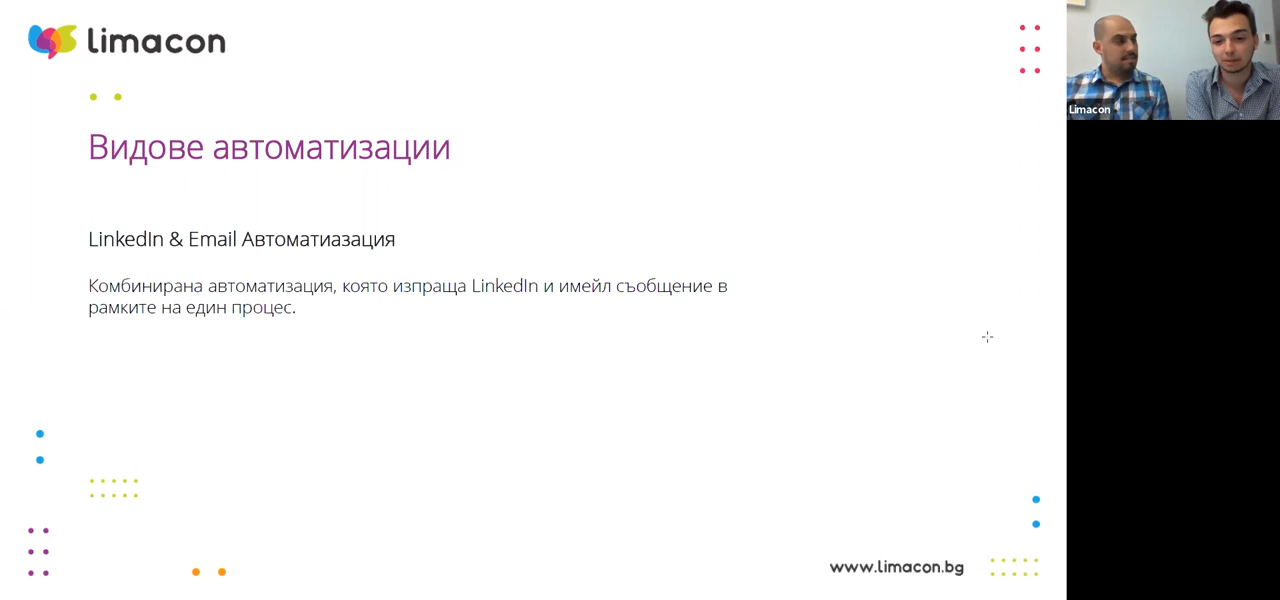 limacon
Limacon
Видове автоматизации
LinkedIn & Email Автоматиазация
Комбинирана автоматизация, която изпраща LinkedIn и имейл съобщение в
рамките на един процес.
www.limacon.bg